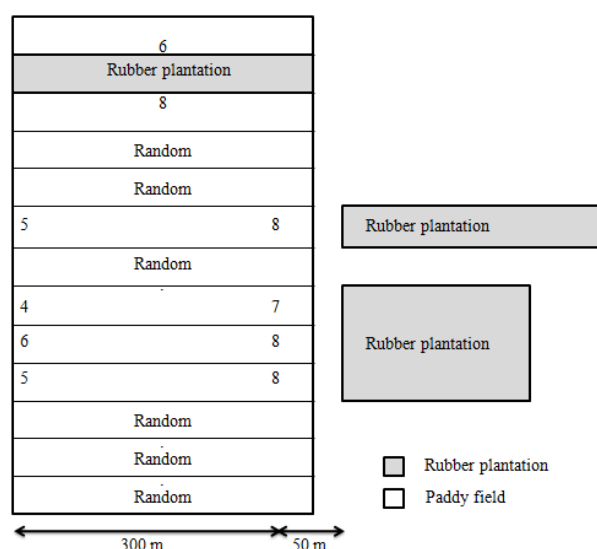 6
Rubber plantation
8
Random
Random
5 8 Rubber plantation
Random
4 7
6 8 Rubber plantation
5 8
Random
Random
Random
Rubber plantation
Paddy field
300 m 50 m